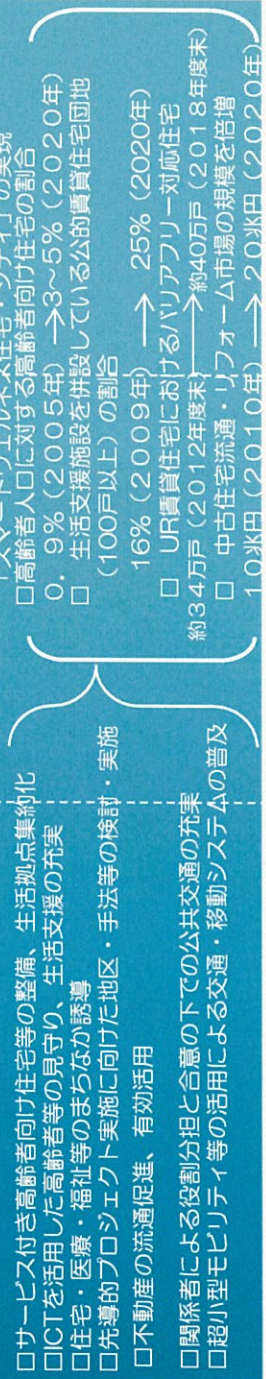 □サービス付き高齢者向け住宅等の整備、生活拠点集約化
□ICTを活用した高齢者等の見守り、生活支援の充実
□住宅・医療・福祉等のまちなか誘導
□先導的プロジェクト実施に向けた地区・手法等の検討・実施
□不動産の流通促進、有効活用
□関係者による役割分担と合意の下での公共交通の充実
□超小型モビリティ等の活用による交通・移動システムの普及
「スマートウェルネス住宅・シティ」の実現
□高齢者人口に対する高齢者向け住宅の割合
0.9%(2005年)→3~5%(2020年)
□ 生活支援施設を併設している公的賃貸住宅団地
(100戸以上)の割合
16%(2009年) → 25%(2020年)
□ UR賃貸住宅におけるバリアフリー対応住宅
約34万戸(2012年度末)→約40万戸(2018年度末)
□ 中古住宅流通・リフォーム市場の規模を倍増
10兆円(2010年) → 20兆円(2020年)